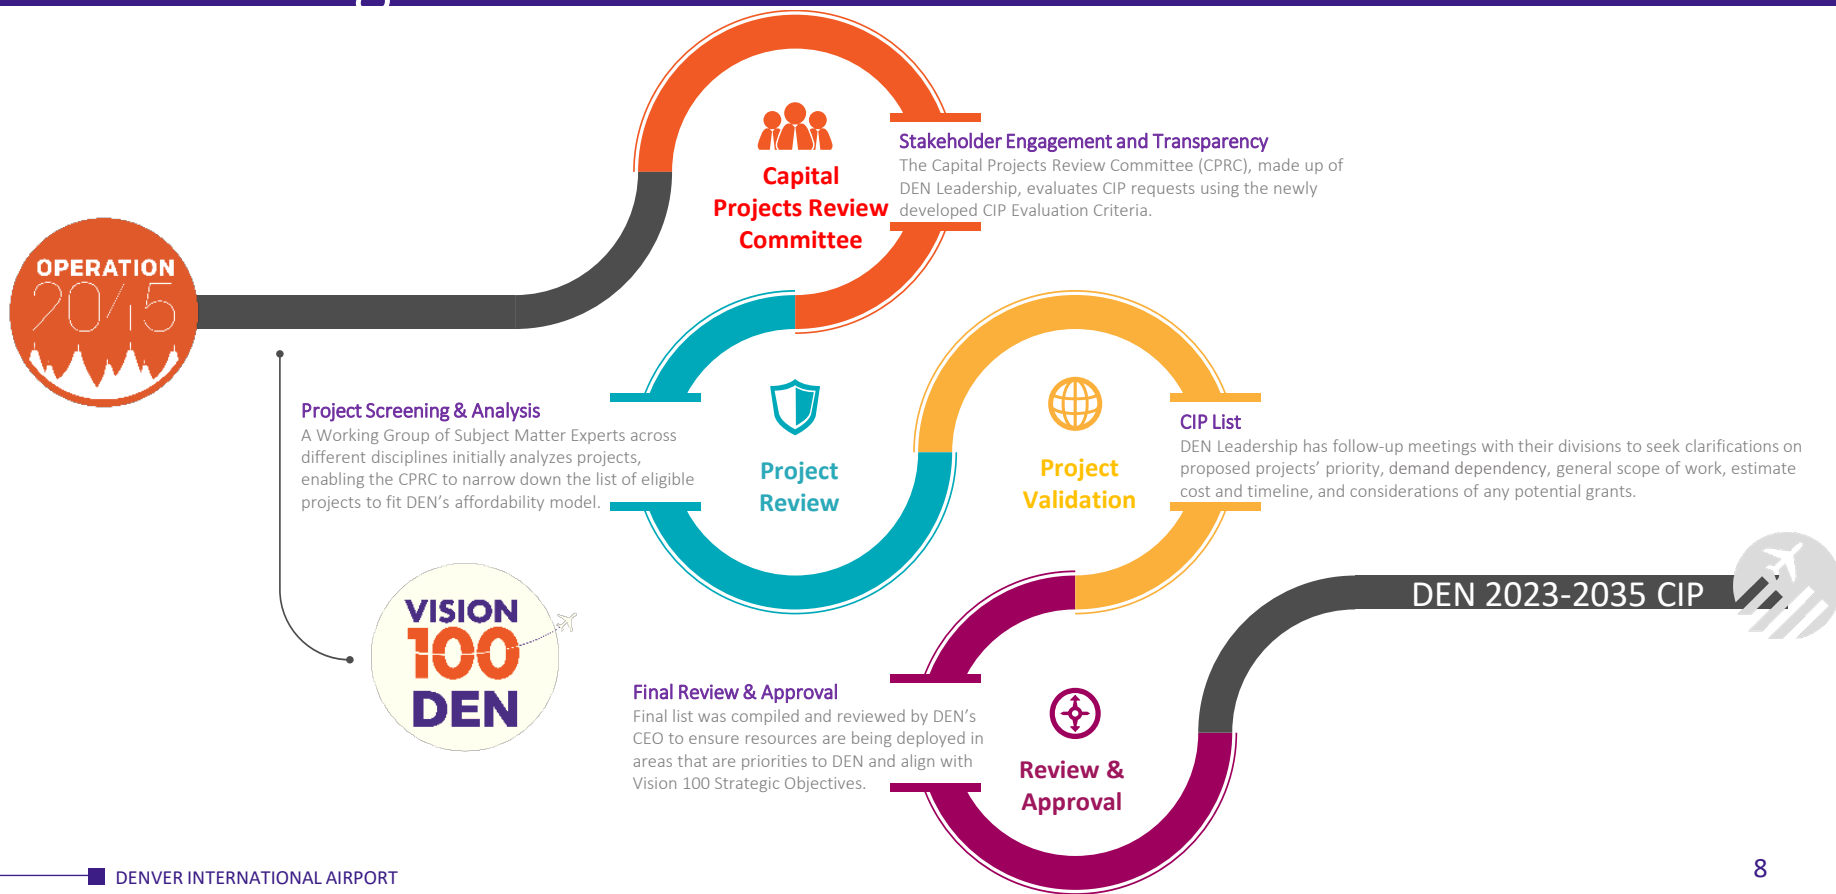 OPERATION
2045
Capital
Projects Review
Committee
Stakeholder Engagement and Transparency
The Capital Projects Review Committee (CPRC), made up of
DEN Leadership, evaluates CIP requests using the newly
developed CIP Evaluation Criteria.
Project Screening & Analysis
A Working Group of Subject Matter Experts across
different disciplines initially analyzes projects,
enabling the CPRC to narrow down the list of eligible
projects to fit DEN's affordability model.
Project
Review
Project
Validation
CIP List
DEN Leadership has follow-up meetings with their divisions to seek clarifications on
proposed projects' priority, demand dependency, general scope of work, estimate
cost and timeline, and considerations of any potential grants.
VISION
100
DEN
Final Review & Approval
Final list was compiled and reviewed by DEN's
CEO to ensure resources are being deployed in
areas that are priorities to DEN and align with
Vision 100 Strategic Objectives.
Review &
Approval
DEN 2023-2035 CIP
DENVER INTERNATIONAL AIRPORT
8